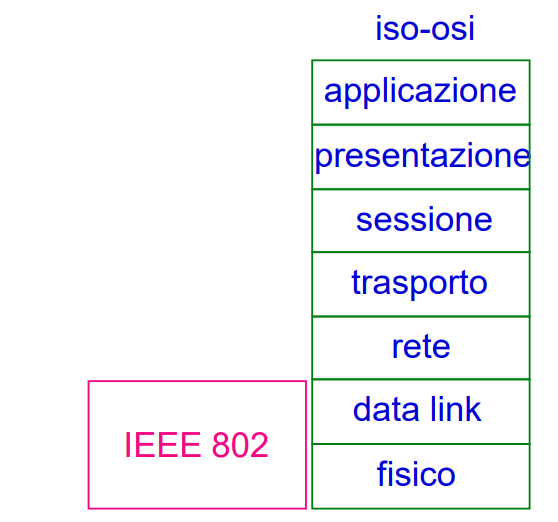 iso-osi
applicazione
presentazione
sessione
trasporto
rete
data link
IEEE 802
fisico